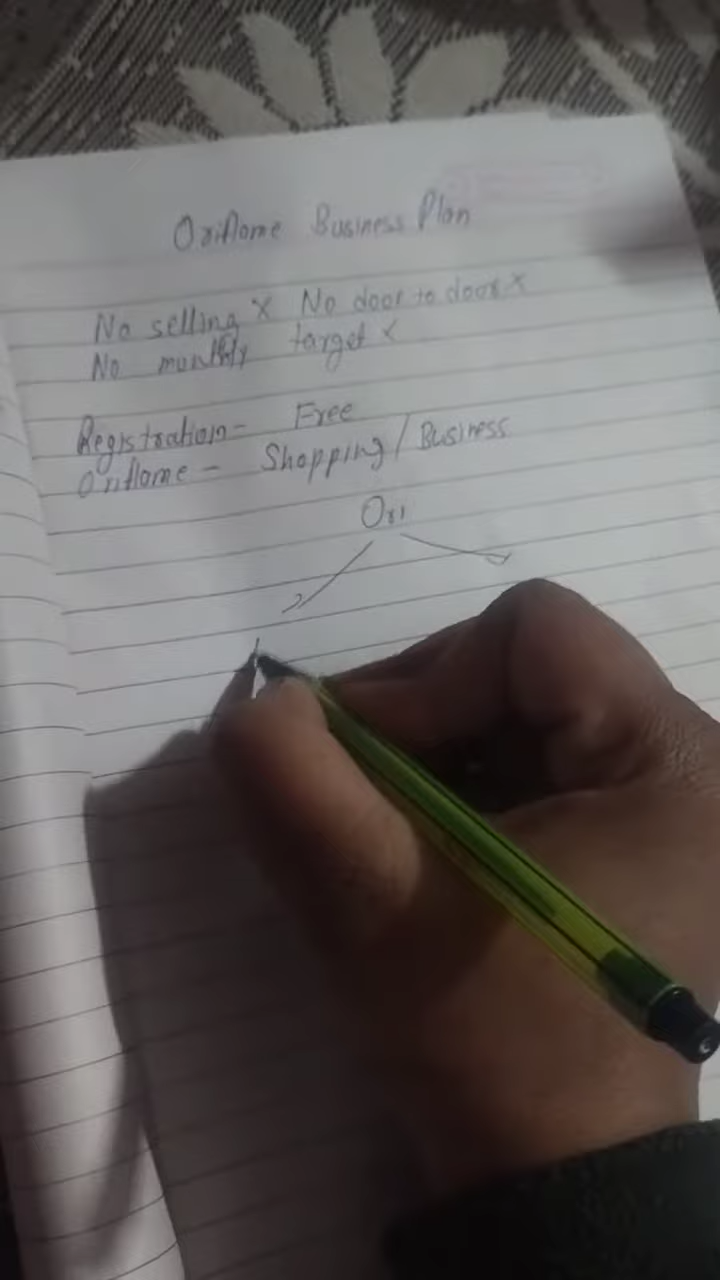 Oriflame Business Plan
No selling × No door to door ×
No monthly target ×
Registration - Free
Oriflame - Shopping / Business
Ori